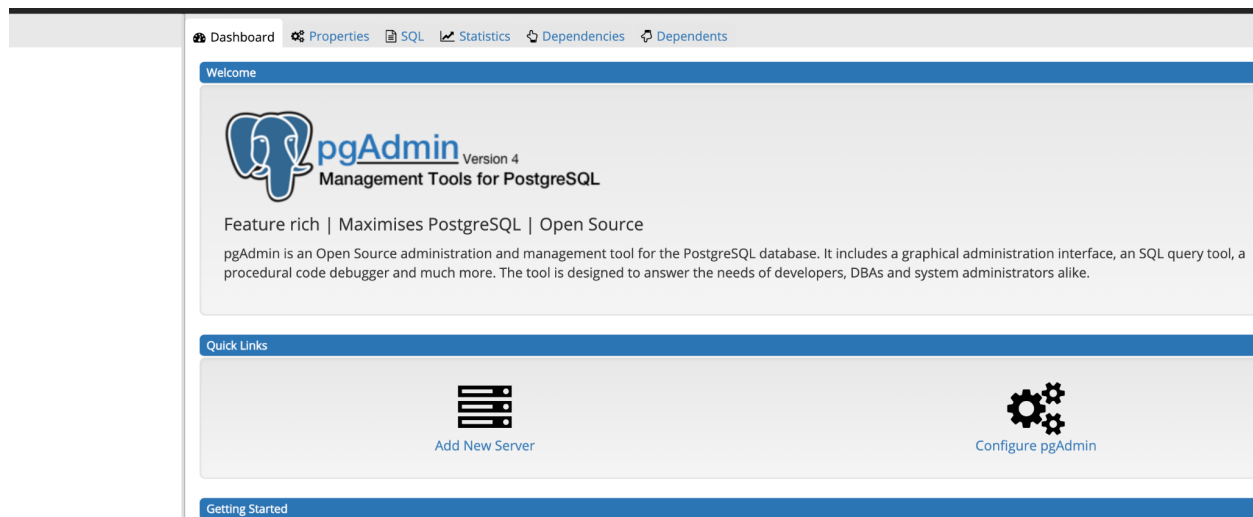 Dashboard Properties SQL Statistics Dependencies Dependents
Welcome
pgAdmin Version 4
Management Tools for PostgreSQL
Feature rich | Maximises PostgreSQL | Open Source
pgAdmin is an Open Source administration and management tool for the PostgreSQL database. It includes a graphical administration interface, an SQL query tool, a
procedural code debugger and much more. The tool is designed to answer the needs of developers, DBAs and system administrators alike.
Quick Links
Add New Server Configure pgAdmin
Getting Started